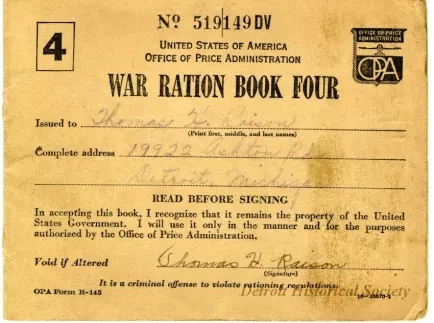 Nº 519149 DV
4
UNITED STATES OF AMERICA
OFFICE OF PRICE ADMINISTRATION
OFFICE OF PRICE
ADMINISTRATION
OPA
WAR RATION BOOK FOUR
Issued to Thomas H. Raison
(Print first, middle, and last names)
Complete address 19922 Ashton Rd.
Detroit, Michigan
READ BEFORE SIGNING
In accepting this book, I recognize that it remains the property of the United
States Government. I will use it only in the manner and for the purposes
authorized by the Office of Price Administration.
Void if Altered Thomas H. Raison
(Signature)
It is a criminal offense to violate rationing regulations.
OPA Form R-145
Detroit Historical Society